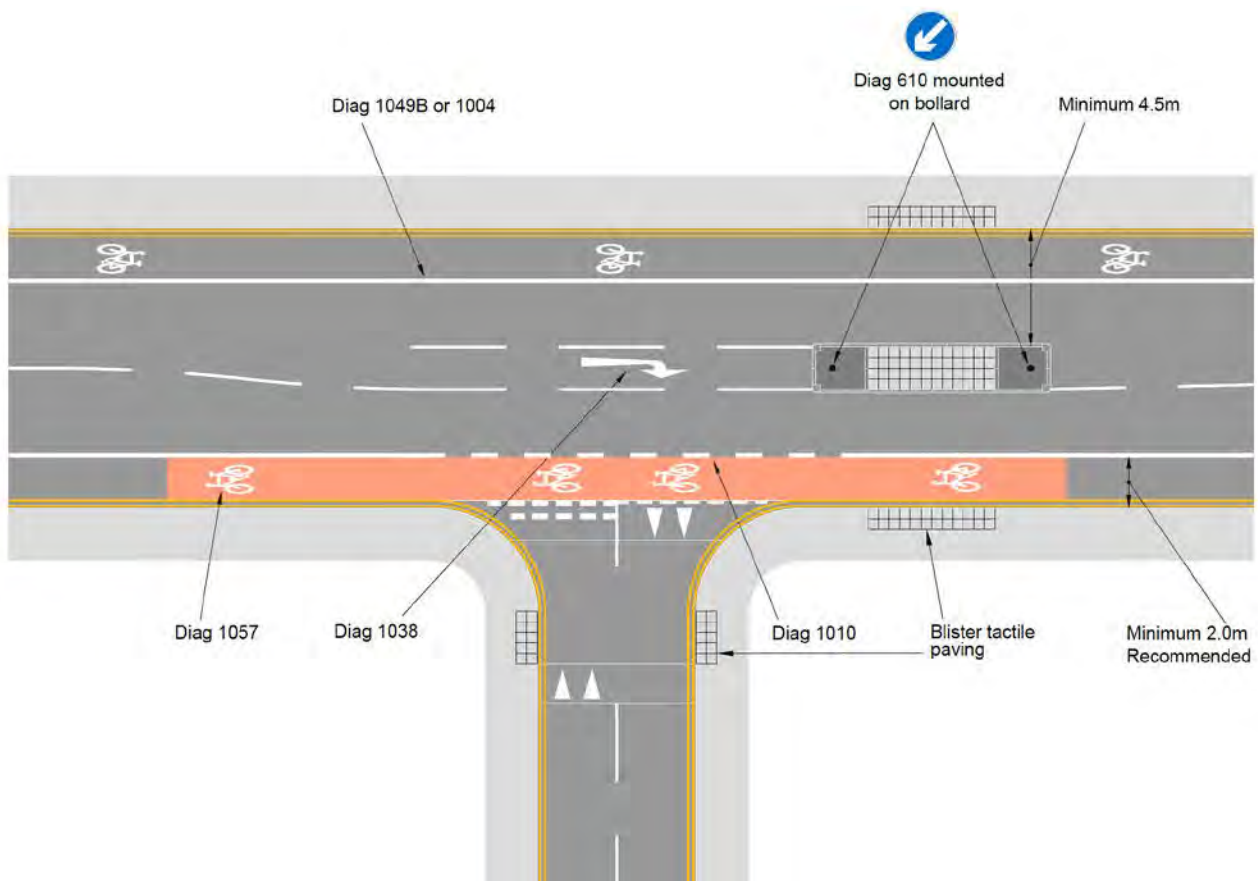 Diag 1049B or 1004
Diag 610 mounted
on bollard
Minimum 4.5m
Diag 1057
Diag 1038
Diag 1010
Blister tactile
paving
Minimum 2.0m
Recommended